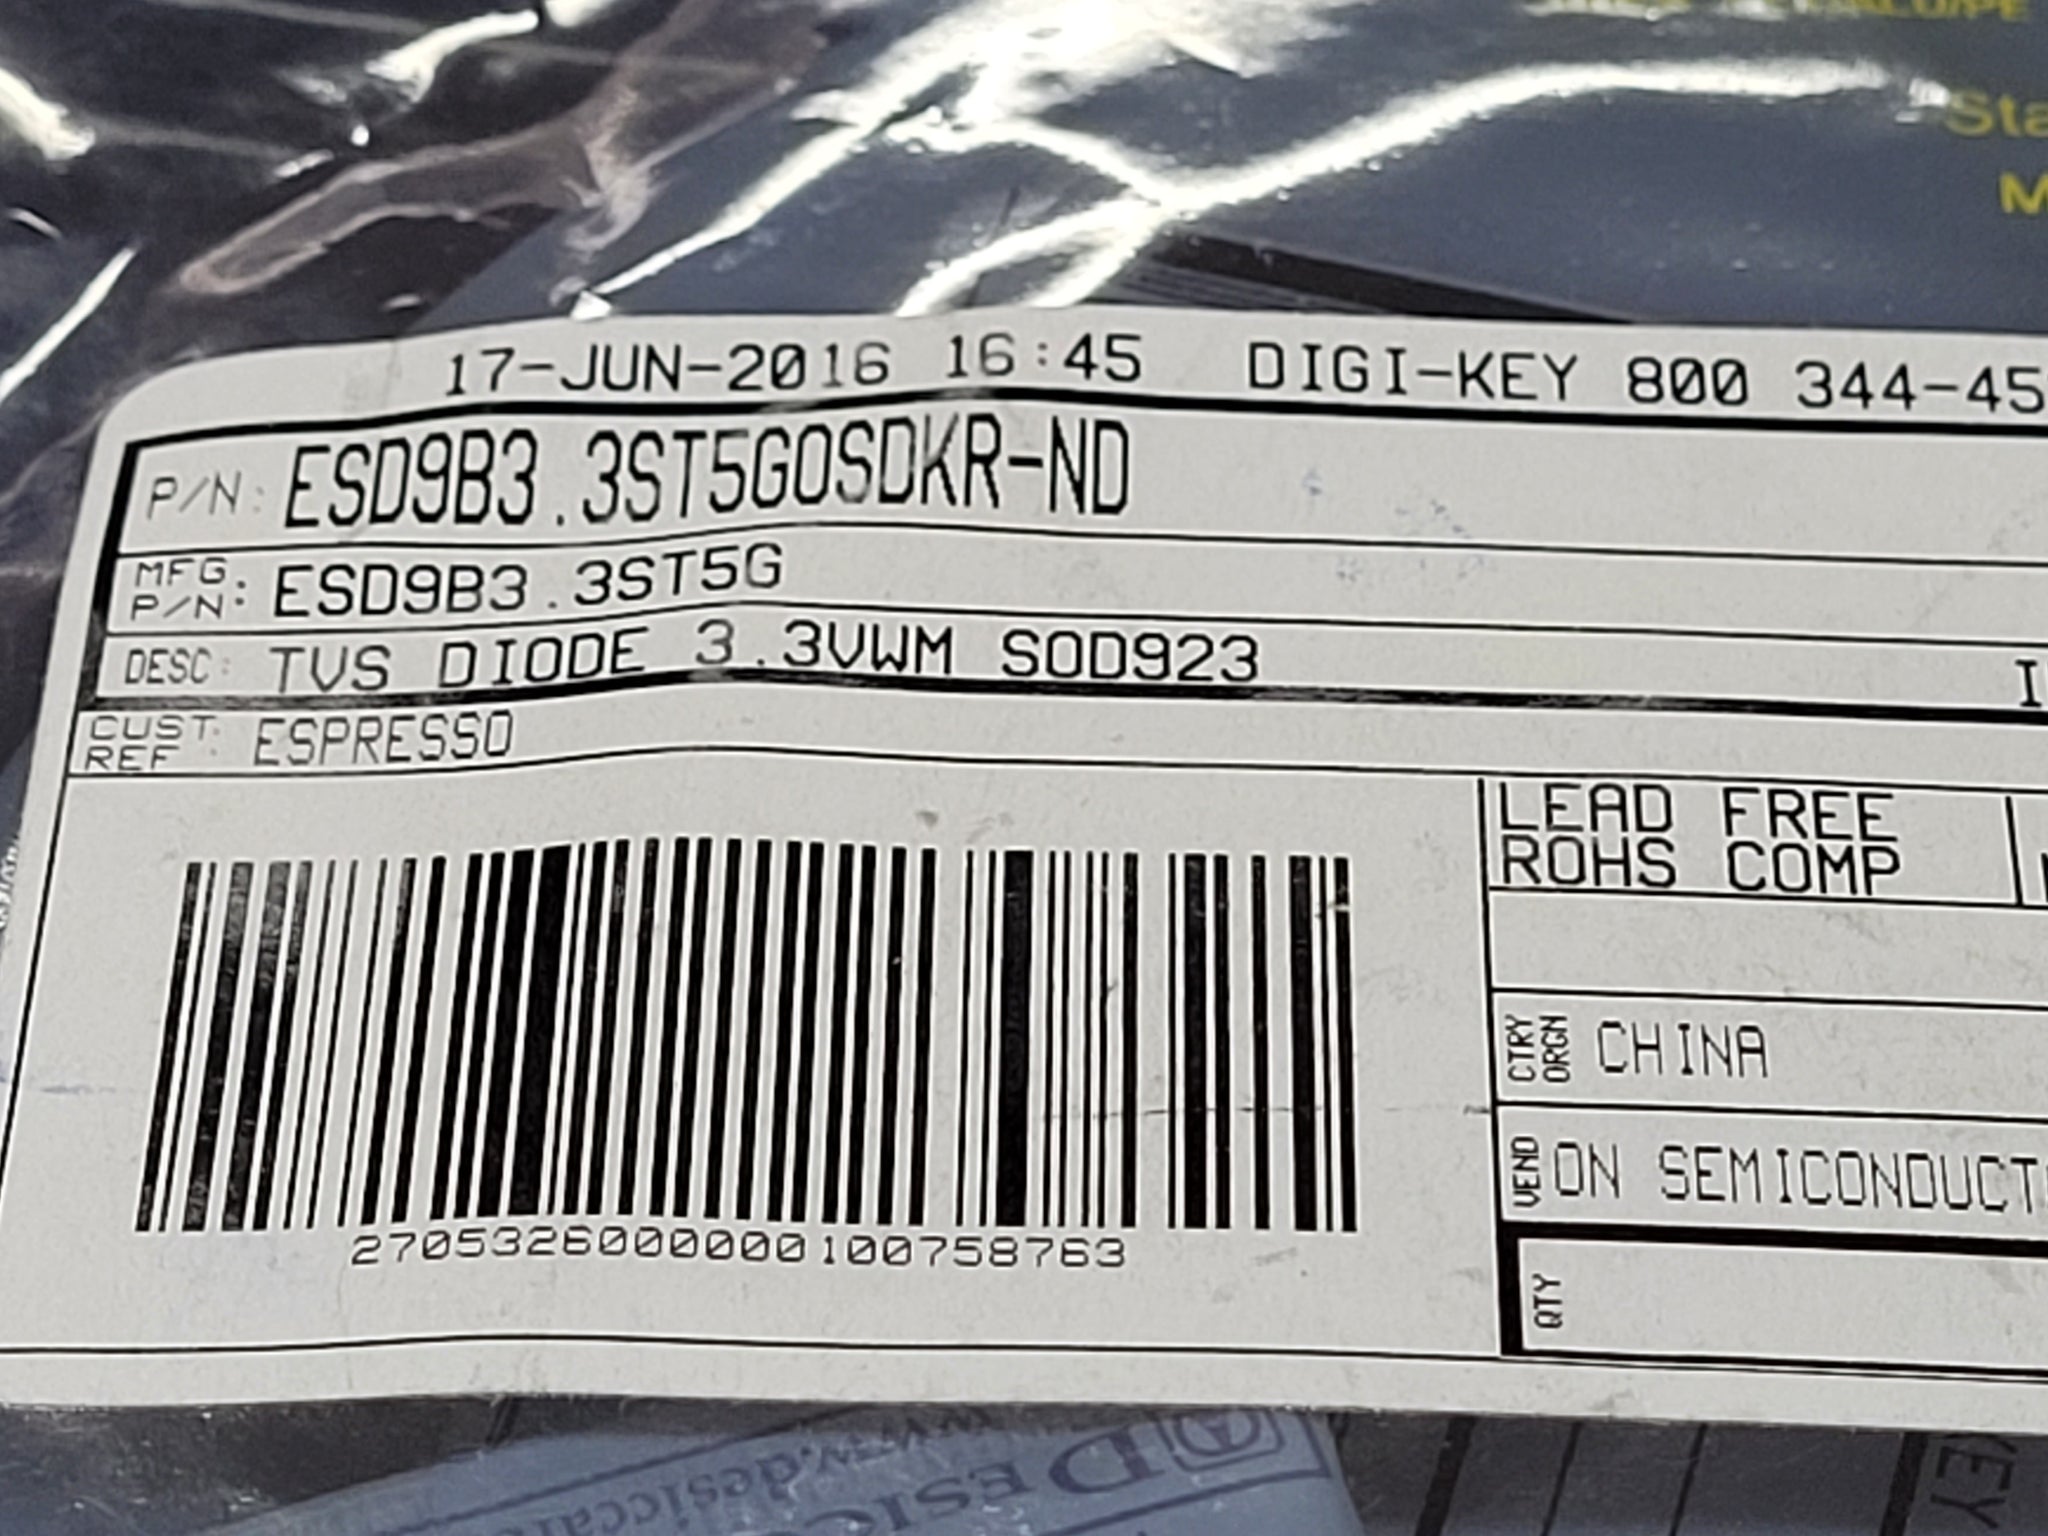 17-JUN-2016 16:45 DIGI-KEY 800 344-45
P/N: ESD9B3.3ST5GOSDKR-ND
MFG. P/N: ESD9B3.3ST5G
DESC: TVS DIODE 3.3VWM SOD923
CUST. REF : ESPRESSO
LEAD FREE
ROHS COMP
CTRY ORGN CHINA
VEND ON SEMICONDUCT
2705326000000100758763
QTY